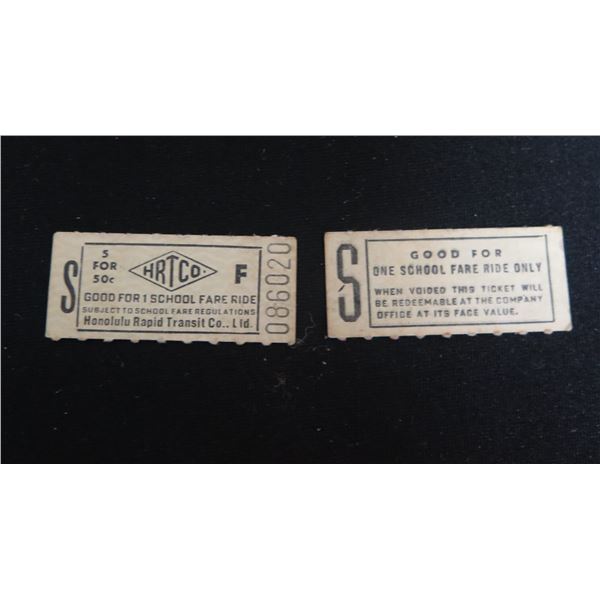 S
5
FOR
50c
HRTCO.
F
GOOD FOR 1 SCHOOL FARE RIDE
SUBJECT TO SCHOOL FARE REGULATIONS
Honolulu Rapid Transit Co., Ltd.
086020
S
GOOD FOR
ONE SCHOOL FARE RIDE ONLY
WHEN VOIDED THIS TICKET WILL
BE REDEEMABLE AT THE COMPANY
OFFICE AT ITS FACE VALUE.